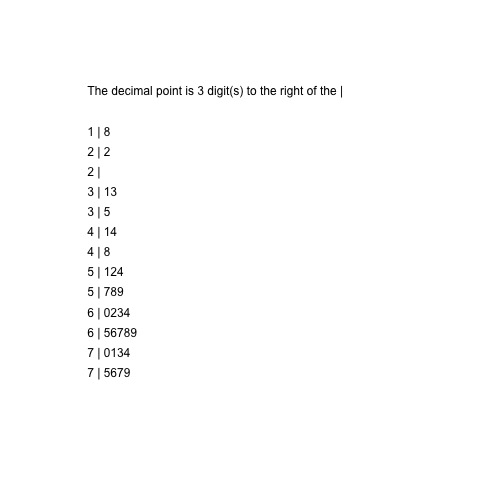 The decimal point is 3 digit(s) to the right of the |
1 | 8
2 | 2
2 |
3 | 13
3 | 5
4 | 14
4 | 8
5 | 124
5 | 789
6 | 0234
6 | 56789
7 | 0134
7 | 5679